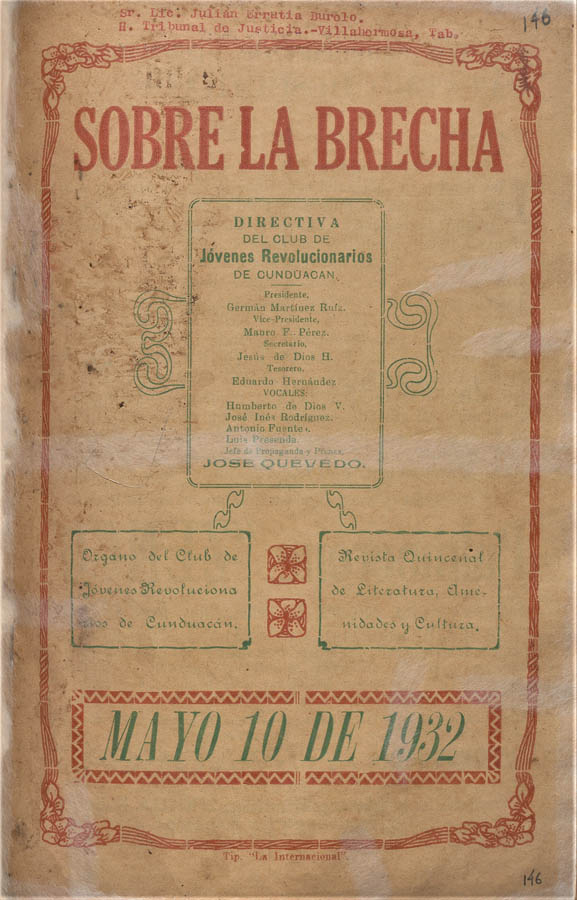 Sr. Lic. Julián Urrutia Burelo.
H. Tribunal de Justicia.-Villahermosa, Tab.
146
SOBRE LA BRECHA
DIRECTIVA
DEL CLUB DE
Jóvenes Revolucionarios
DE CUNDUACAN.
Presidente,
Germán Martínez Ruíz.
Vice-Presidente,
Mauro F. Pérez.
Secretario,
Jesús de Dios H.
Tesorero,
Eduardo Hernández
VOCALES:
Humberto de Dios V.
José Inés Rodríguez.
Antonio Fuentes.
Luis Presenda
Jefe de Propaganda y Prensa,
JOSE QUEVEDO.
Organo del Club de
Jóvenes Revoluciona
rios de Cunduacán.
Revista Quincenal
de Literatura, Ame-
nidades y Cultura.
MAYO 10 DE 1932
Tip. "La Internacional".
146